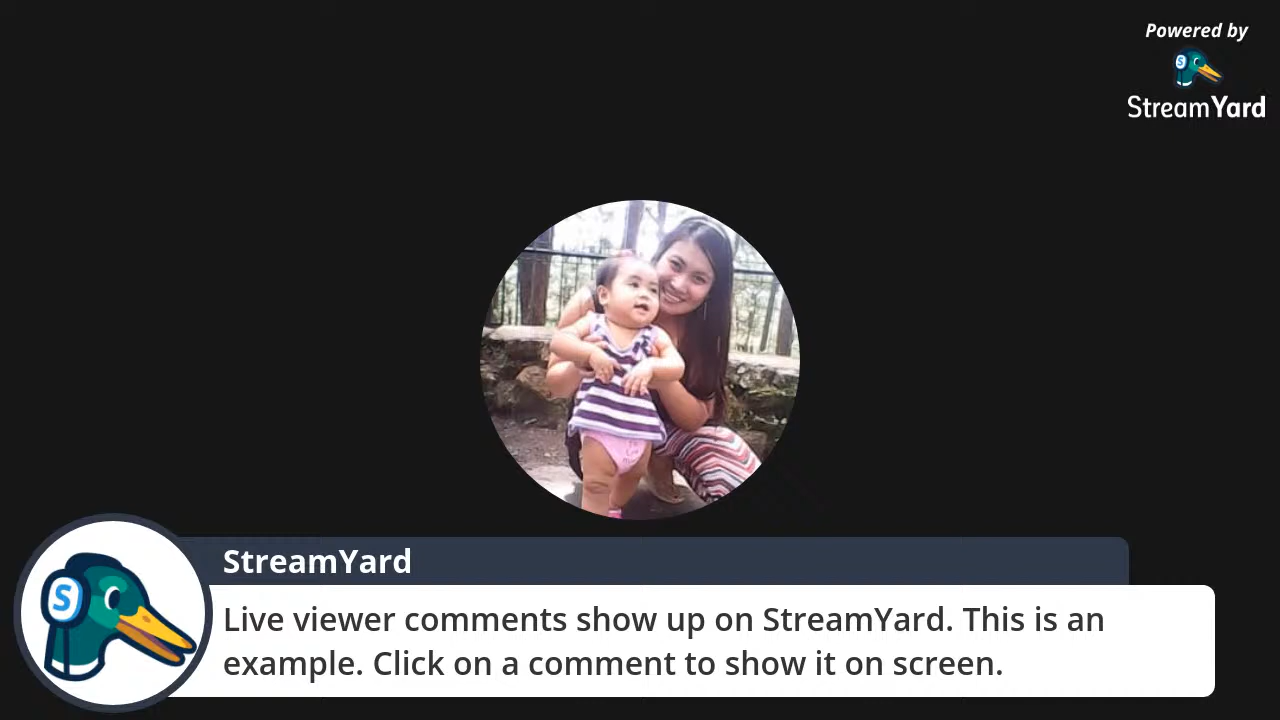 Powered by
StreamYard
StreamYard
Live viewer comments show up on StreamYard. This is an
example. Click on a comment to show it on screen.